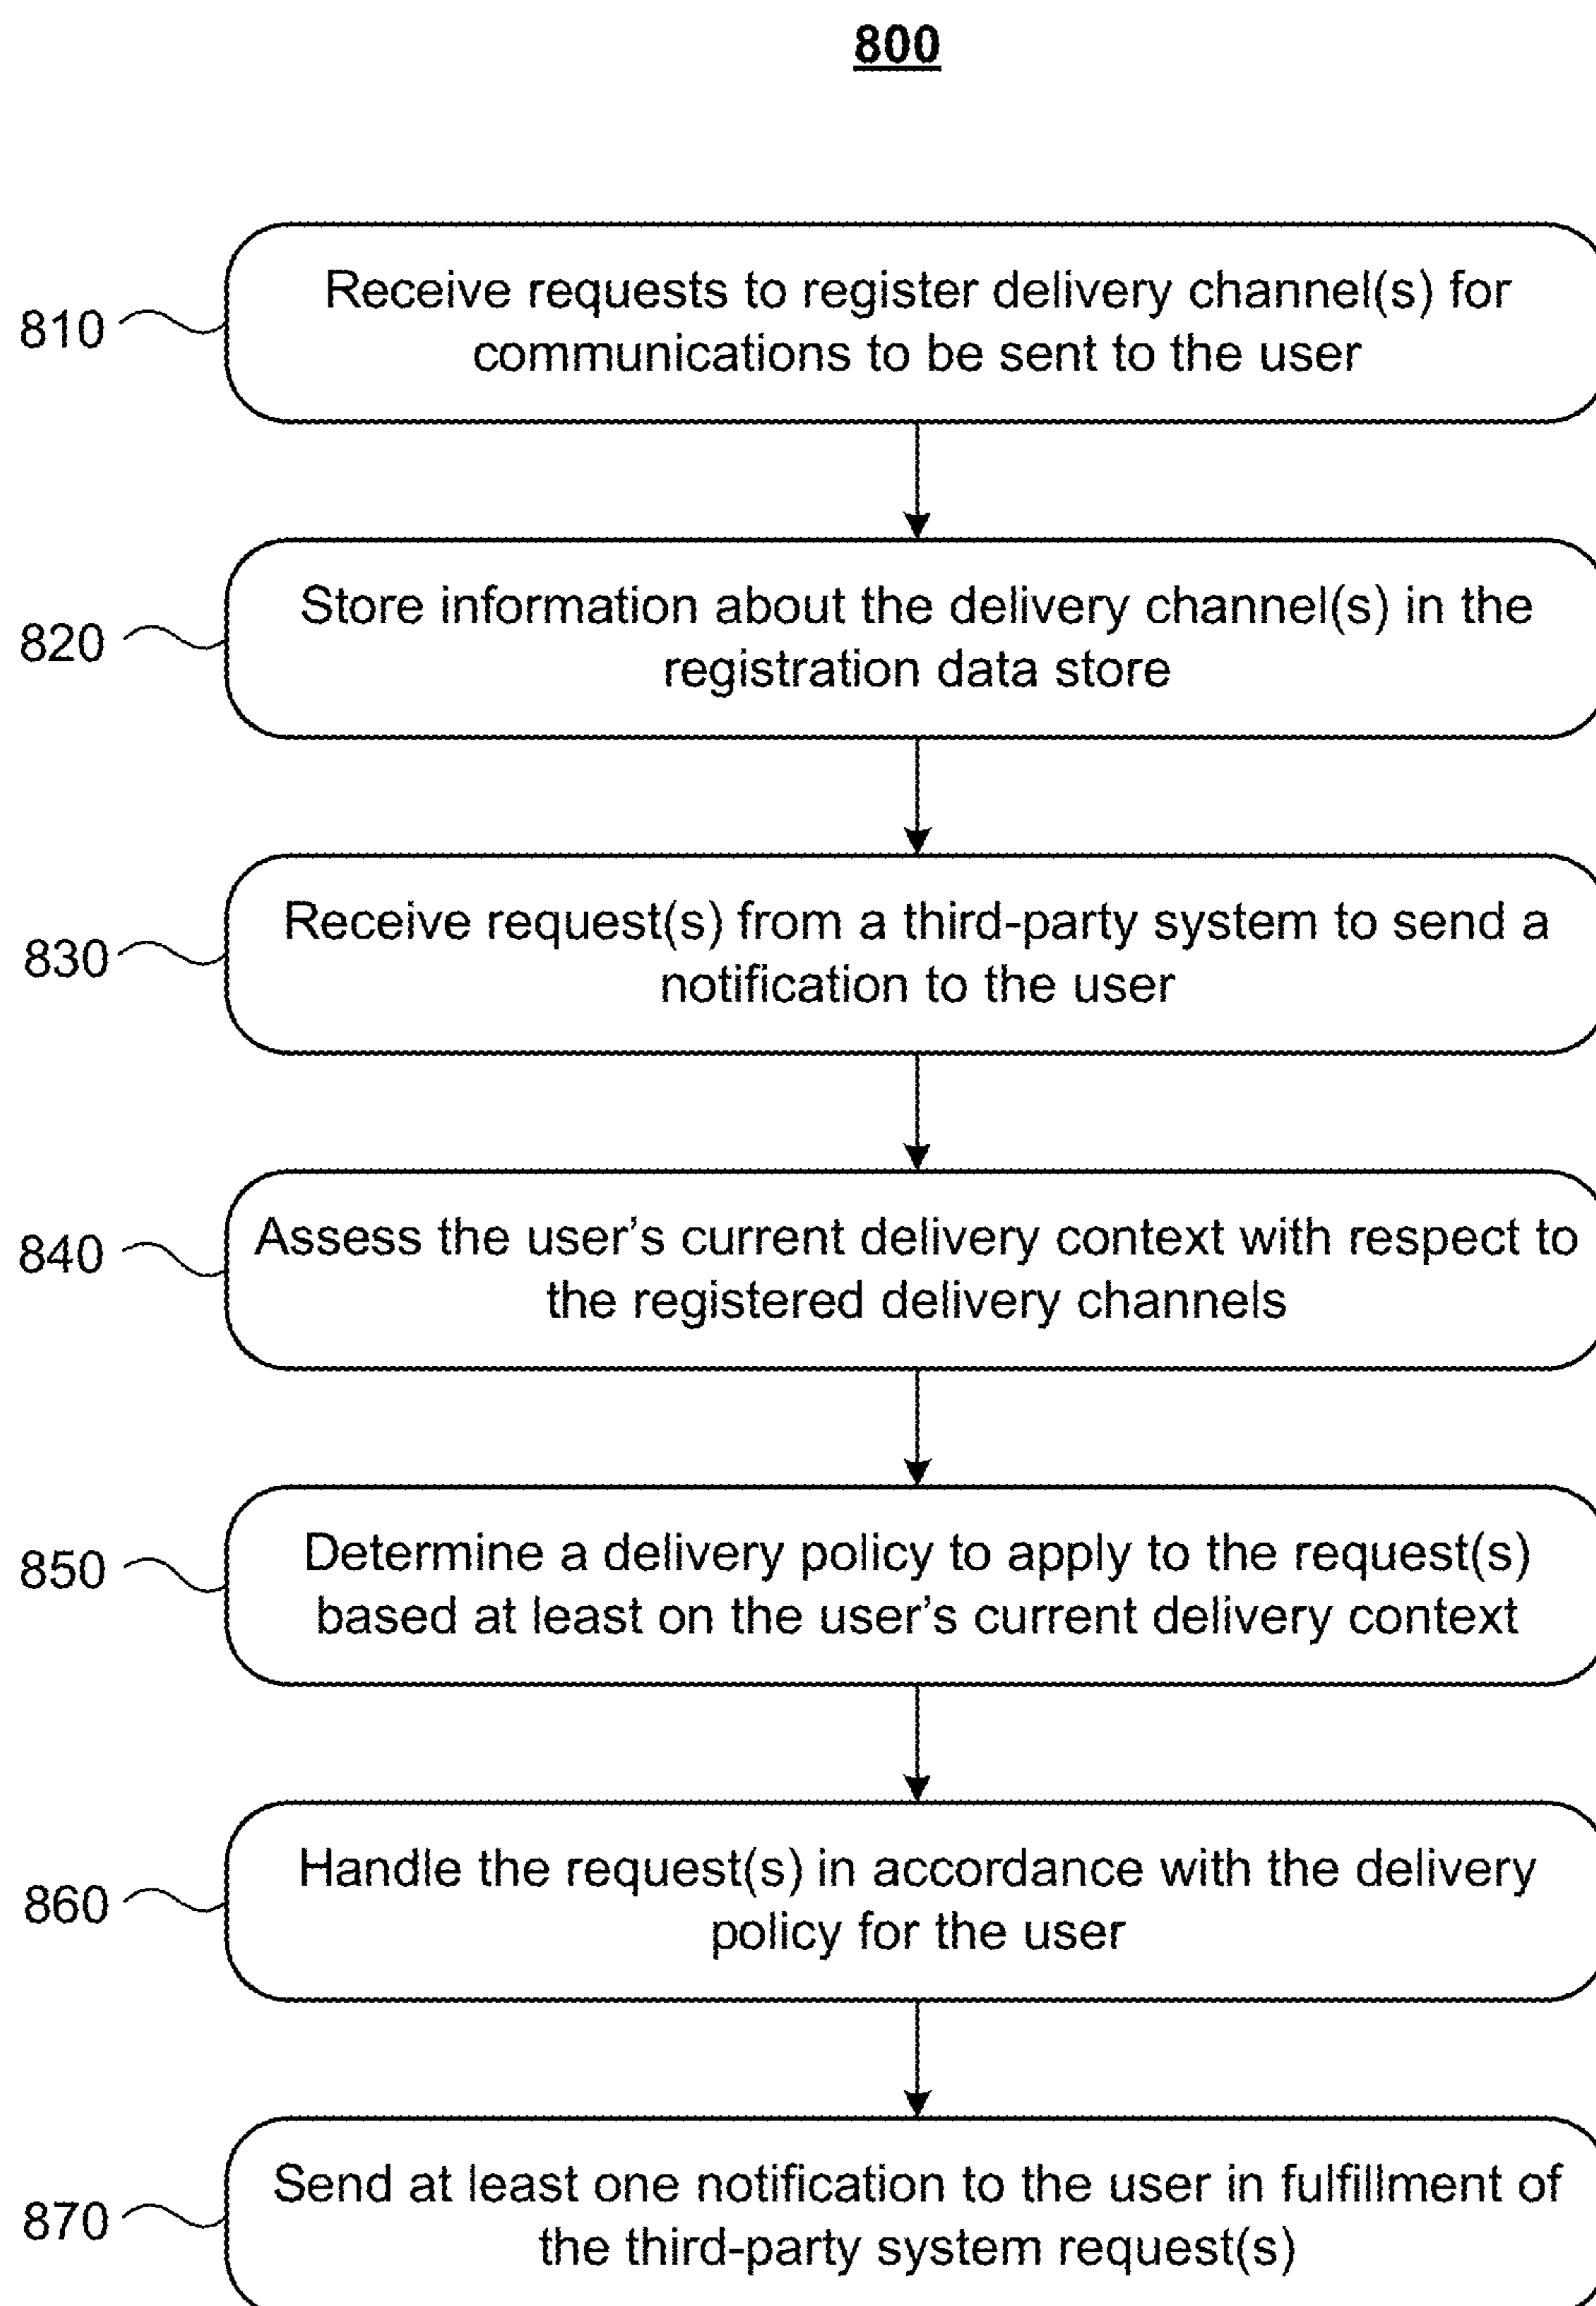 800
810
Receive requests to register delivery channel(s) for
communications to be sent to the user
820
Store information about the delivery channel(s) in the
registration data store
830
Receive request(s) from a third-party system to send a
notification to the user
840
Assess the user’s current delivery context with respect to
the registered delivery channels
850
Determine a delivery policy to apply to the request(s)
based at least on the user’s current delivery context
860
Handle the request(s) in accordance with the delivery
policy for the user
870
Send at least one notification to the user in fulfillment of
the third-party system request(s)